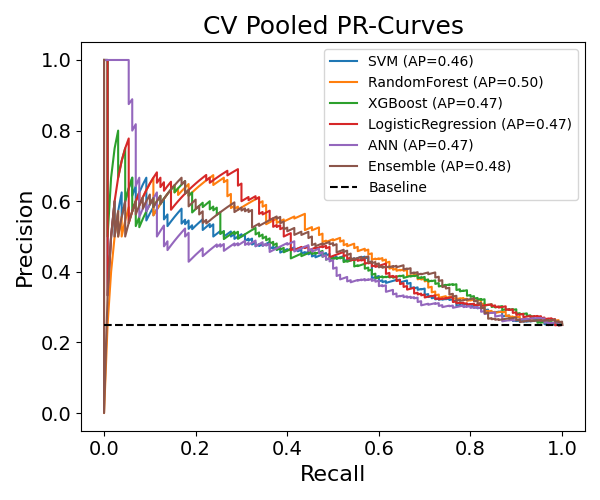 CV Pooled PR-Curves
SVM (AP=0.46)
RandomForest (AP=0.50)
XGBoost (AP=0.47)
LogisticRegression (AP=0.47)
ANN (AP=0.47)
Ensemble (AP=0.48)
Baseline
Precision
1.0
0.8
0.6
0.4
0.2
0.0
0.0 0.2 0.4 0.6 0.8 1.0
Recall